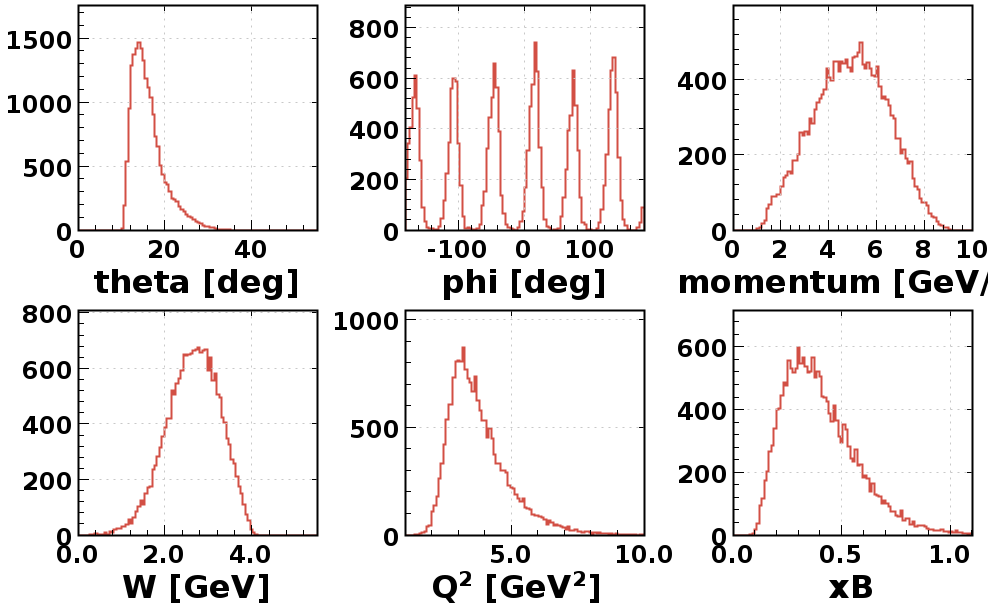 1500
1000
500
0
0 20 40
theta [deg]
800
600
400
200
0
-100 0 100
phi [deg]
400
200
0
0 2 4 6 8 10
momentum [GeV/
800
600
400
200
0
0.0 2.0 4.0
W [GeV]
1000
500
0
5.0 10.0
Q² [GeV²]
600
400
200
0
0.0 0.5 1.0
xB